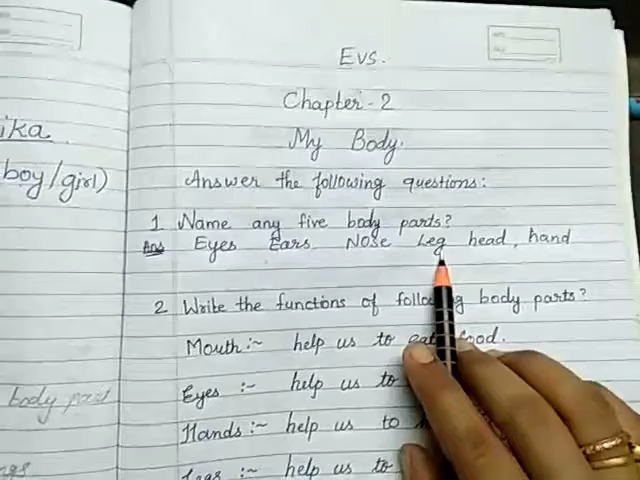 Evs.
Chapter - 2
My Body.
ika
boy/girl)
Answer the following questions:
1 Name any five body parts?
Ans Eyes Ears Nose Leg head, hand
2 Write the functions of following body parts?
Mouth :~ help us to eat food.
body part
Eyes :~ help us to
Hands :~ help us to
Legs :~ help us to